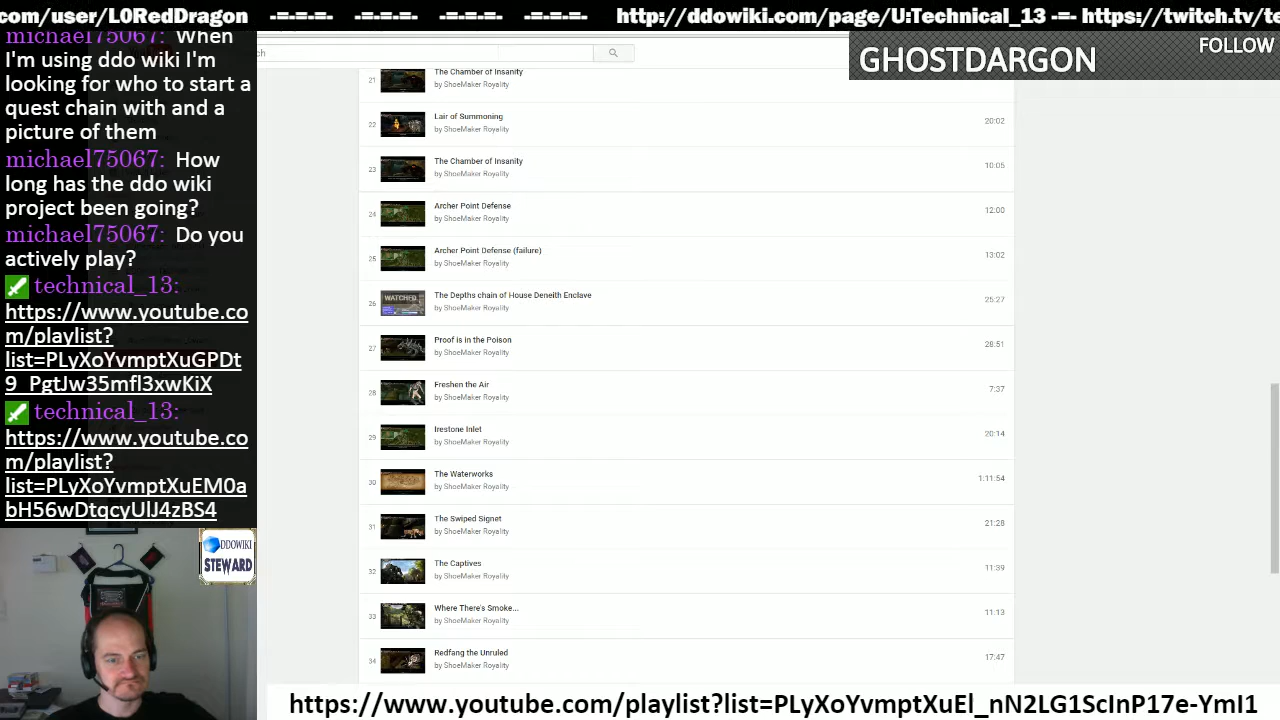 com/user/L0RedDragon -=-=-=- -=-=-=- -=-=-=- -=-=-=- http://ddowiki.com/page/U:Technical_13 -=- https://twitch.tv/te
GHOSTDARGON
FOLLOW
michael75067: When
I'm using ddo wiki I'm
looking for who to start a
quest chain with and a
picture of them
michael75067: How
long has the ddo wiki
project been going?
michael75067: Do you
actively play?
technical_13:
https://www.youtube.co
m/playlist?
list=PLyXoYvmptXuGPDt
9_PgtJw35mfl3xwKiX
technical_13:
https://www.youtube.co
m/playlist?
list=PLyXoYvmptXuEM0a
bH56wDtqcyUlJ4zBS4
DDOWIKI
STEWARD
ch
21 The Chamber of Insanity
by ShoeMaker Royality
22 Lair of Summoning 20:02
by ShoeMaker Royality
23 The Chamber of Insanity 10:05
by ShoeMaker Royality
24 Archer Point Defense 12:00
by ShoeMaker Royality
25 Archer Point Defense (failure) 13:02
by ShoeMaker Royality
26 WATCHED The Depths chain of House Deneith Enclave 25:27
by ShoeMaker Royality
27 Proof is in the Poison 28:51
by ShoeMaker Royality
28 Freshen the Air 7:37
by ShoeMaker Royality
29 Irestone Inlet 20:14
by ShoeMaker Royality
30 The Waterworks 1:11:54
by ShoeMaker Royality
31 The Swiped Signet 21:28
by ShoeMaker Royality
32 The Captives 11:39
by ShoeMaker Royality
33 Where There's Smoke... 11:13
by ShoeMaker Royality
34 Redfang the Unruled 17:47
by ShoeMaker Royality
https://www.youtube.com/playlist?list=PLyXoYvmptXuEl_nN2LG1ScInP17e-YmI1